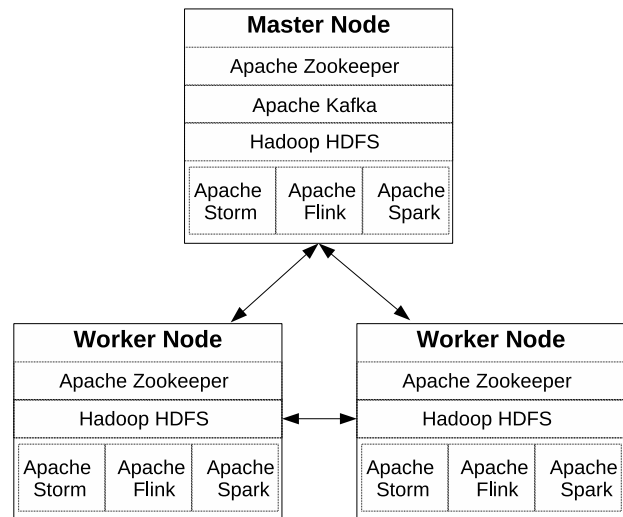 Master Node
Apache Zookeeper
Apache Kafka
Hadoop HDFS
Apache Storm
Apache Flink
Apache Spark
Worker Node
Apache Zookeeper
Hadoop HDFS
Apache Storm
Apache Flink
Apache Spark
Worker Node
Apache Zookeeper
Hadoop HDFS
Apache Storm
Apache Flink
Apache Spark